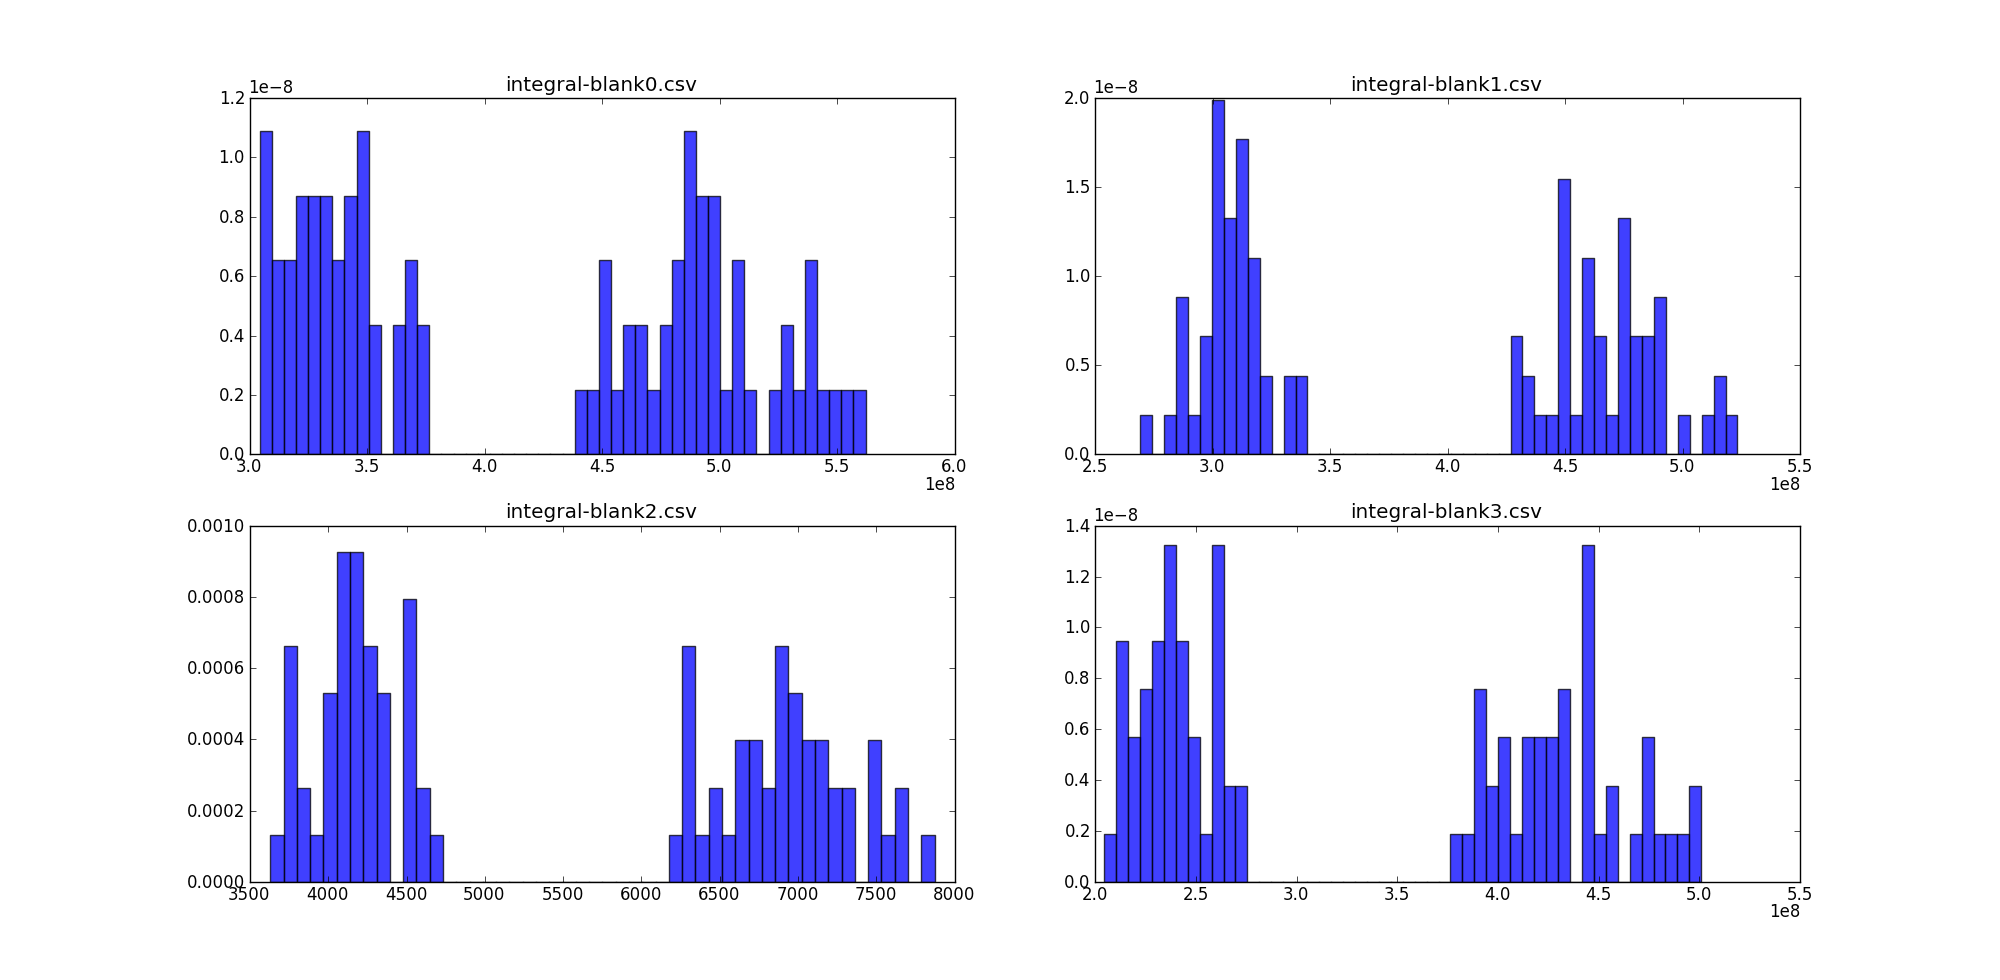 integral-blank0.csv
1e−8
1.2
1.0
0.8
0.6
0.4
0.2
0.0
3.0 3.5 4.0 4.5 5.0 5.5 6.0
1e8
integral-blank1.csv
1e−8
2.0
1.5
1.0
0.5
0.0
2.5 3.0 3.5 4.0 4.5 5.0 5.5
1e8
integral-blank2.csv
0.0010
0.0008
0.0006
0.0004
0.0002
0.0000
3500 4000 4500 5000 5500 6000 6500 7000 7500 8000
integral-blank3.csv
1e−8
1.4
1.2
1.0
0.8
0.6
0.4
0.2
0.0
2.0 2.5 3.0 3.5 4.0 4.5 5.0 5.5
1e8